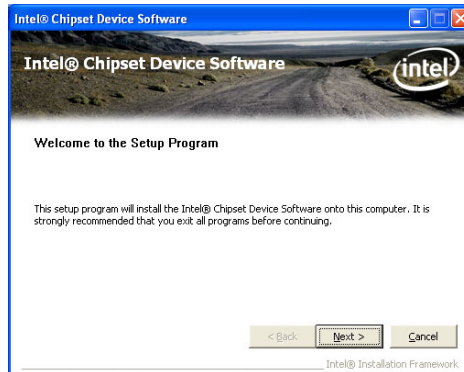 Intel® Chipset Device Software
Intel® Chipset Device Software
intel
Welcome to the Setup Program
This setup program will install the Intel® Chipset Device Software onto this computer. It is
strongly recommended that you exit all programs before continuing.
< Back
Next >
Cancel
Intel® Installation Framework